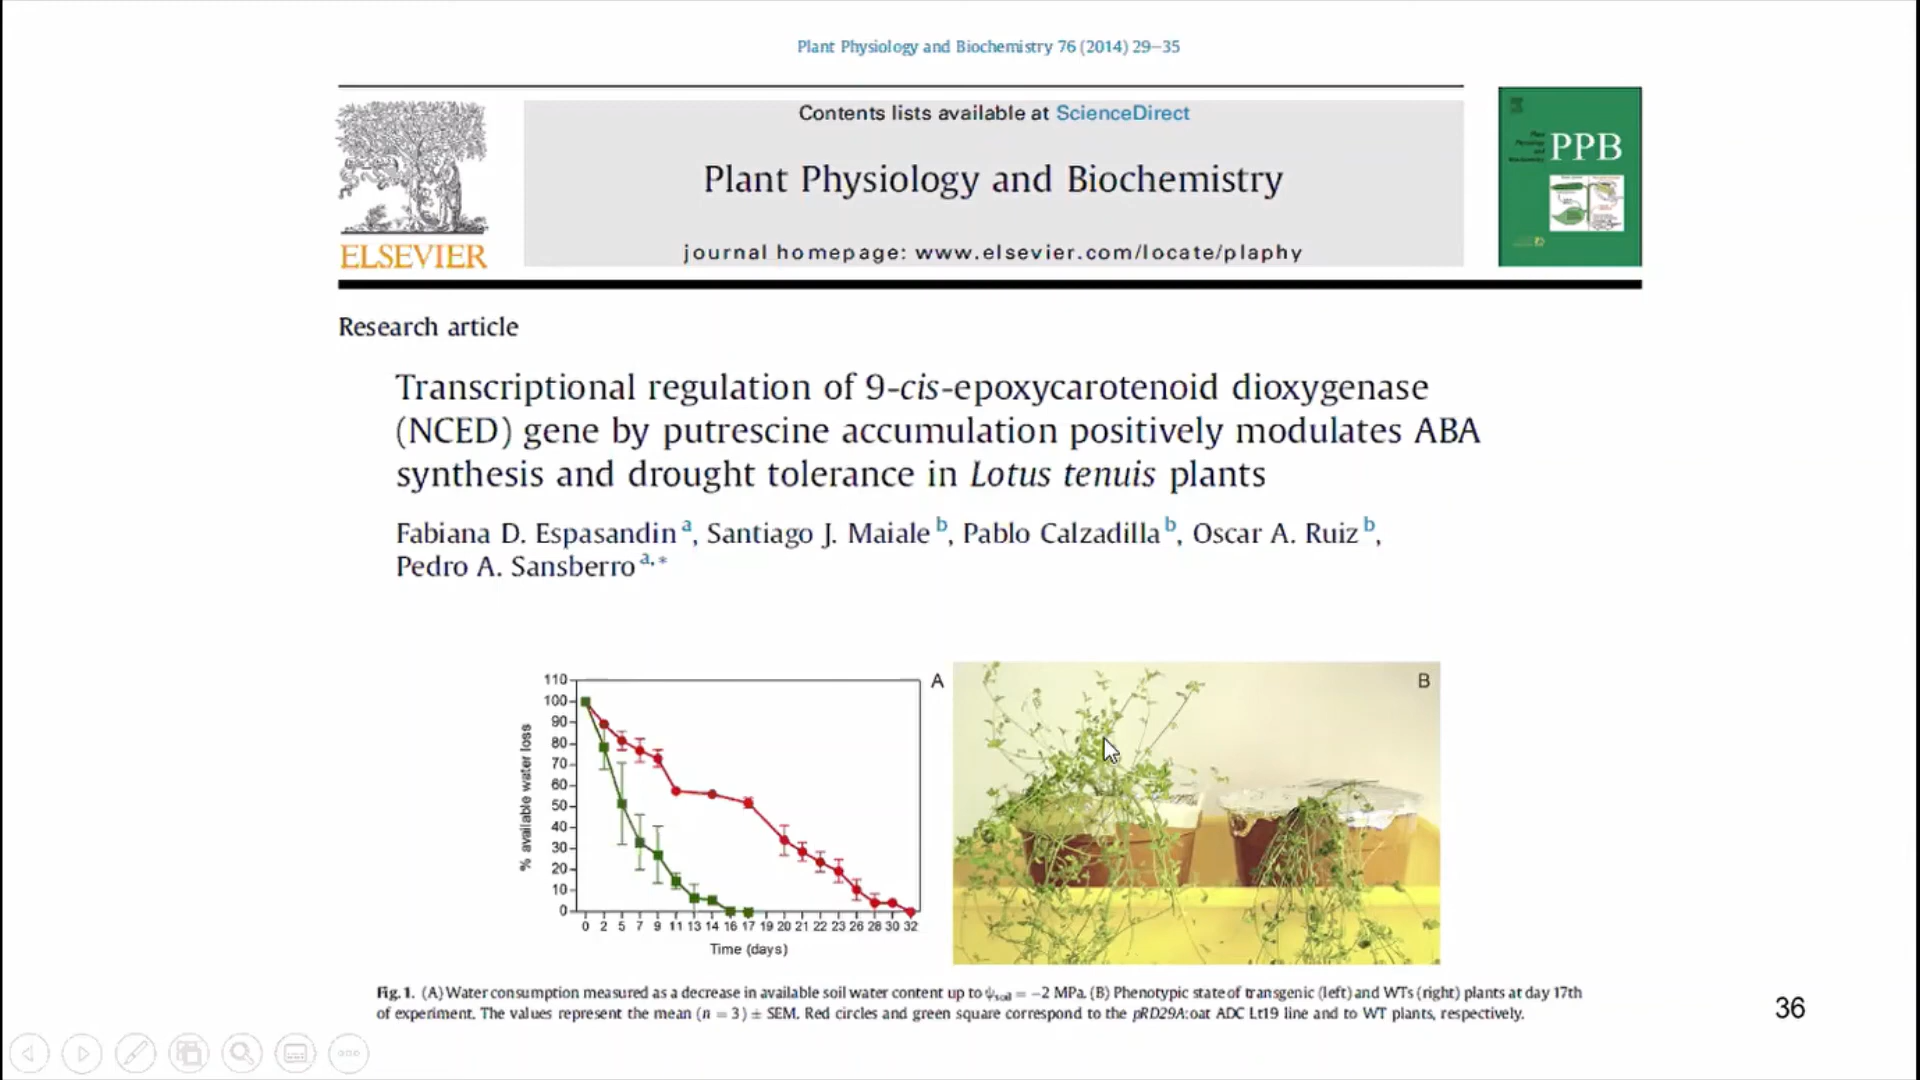 Plant Physiology and Biochemistry 76 (2014) 29–35
Contents lists available at ScienceDirect
Plant Physiology and Biochemistry
journal homepage: www.elsevier.com/locate/plaphy
ELSEVIER
PPB
Research article
Transcriptional regulation of 9-cis-epoxycarotenoid dioxygenase
(NCED) gene by putrescine accumulation positively modulates ABA
synthesis and drought tolerance in Lotus tenuis plants
Fabiana D. Espasandin a, Santiago J. Maiale b, Pablo Calzadilla b, Oscar A. Ruiz b,
Pedro A. Sansberro a,*
A
B
% available water loss
110
100
90
80
70
60
50
40
30
20
10
0
0 2 5 7 9 11 13 14 16 17 19 20 21 22 23 26 28 30 32
Time (days)
Fig. 1. (A) Water consumption measured as a decrease in available soil water content up to ψsoil = −2 MPa. (B) Phenotypic state of transgenic (left) and WTs (right) plants at day 17th
of experiment. The values represent the mean (n = 3) ± SEM. Red circles and green square correspond to the pRD29A:oat ADC Lt19 line and to WT plants, respectively.
36